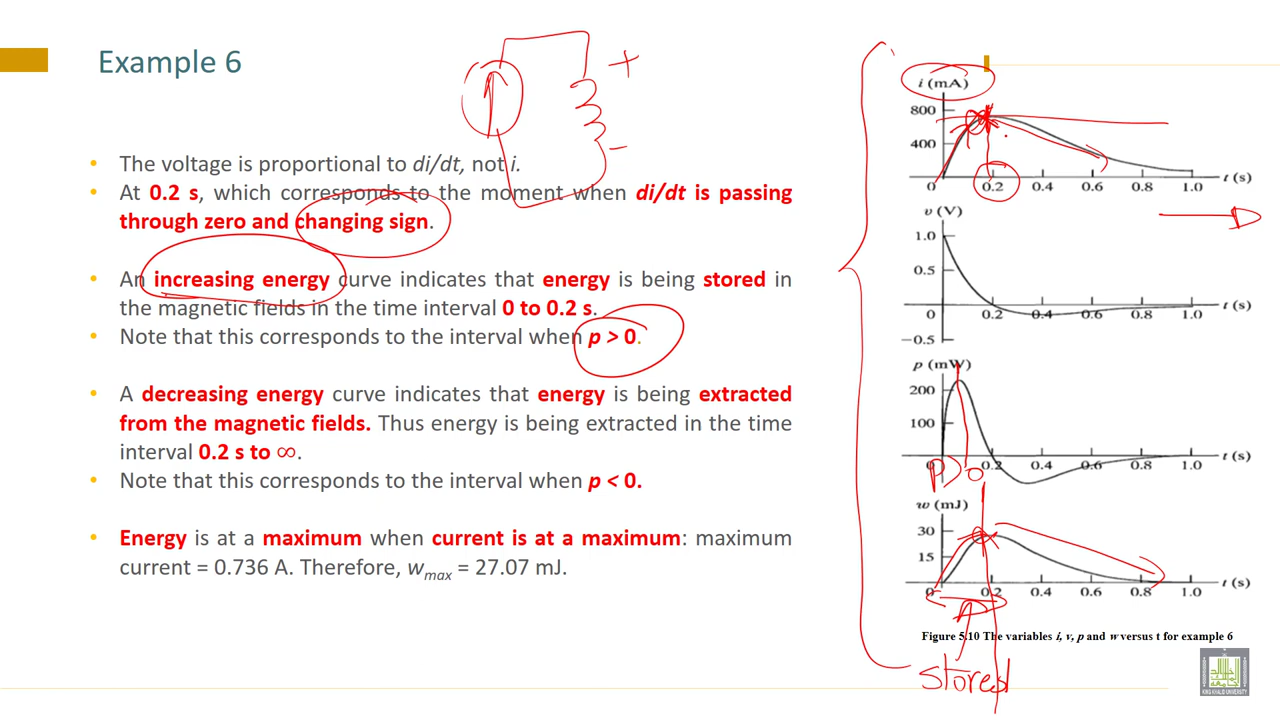 Example 6
• The voltage is proportional to di/dt, not i.
• At 0.2 s, which corresponds to the moment when di/dt is passing
through zero and changing sign.
• An increasing energy curve indicates that energy is being stored in
the magnetic fields in the time interval 0 to 0.2 s.
• Note that this corresponds to the interval when p > 0.
• A decreasing energy curve indicates that energy is being extracted
from the magnetic fields. Thus energy is being extracted in the time
interval 0.2 s to ∞.
• Note that this corresponds to the interval when p < 0.
• Energy is at a maximum when current is at a maximum: maximum
current = 0.736 A. Therefore, wmax = 27.07 mJ.
+
-
i (mA)
800
400
0 0.2 0.4 0.6 0.8 1.0 t (s)
v (V)
1.0
0.5
0 0.2 0.4 0.6 0.8 1.0 t (s)
−0.5
p (mW)
200
100
0 0.2 0.4 0.6 0.8 1.0 t (s)
P>0
w (mJ)
30
15
0 0.2 0.4 0.6 0.8 1.0 t (s)
Figure 5.10 The variables i, v, p and w versus t for example 6
stored
KING KHALID UNIVERSITY